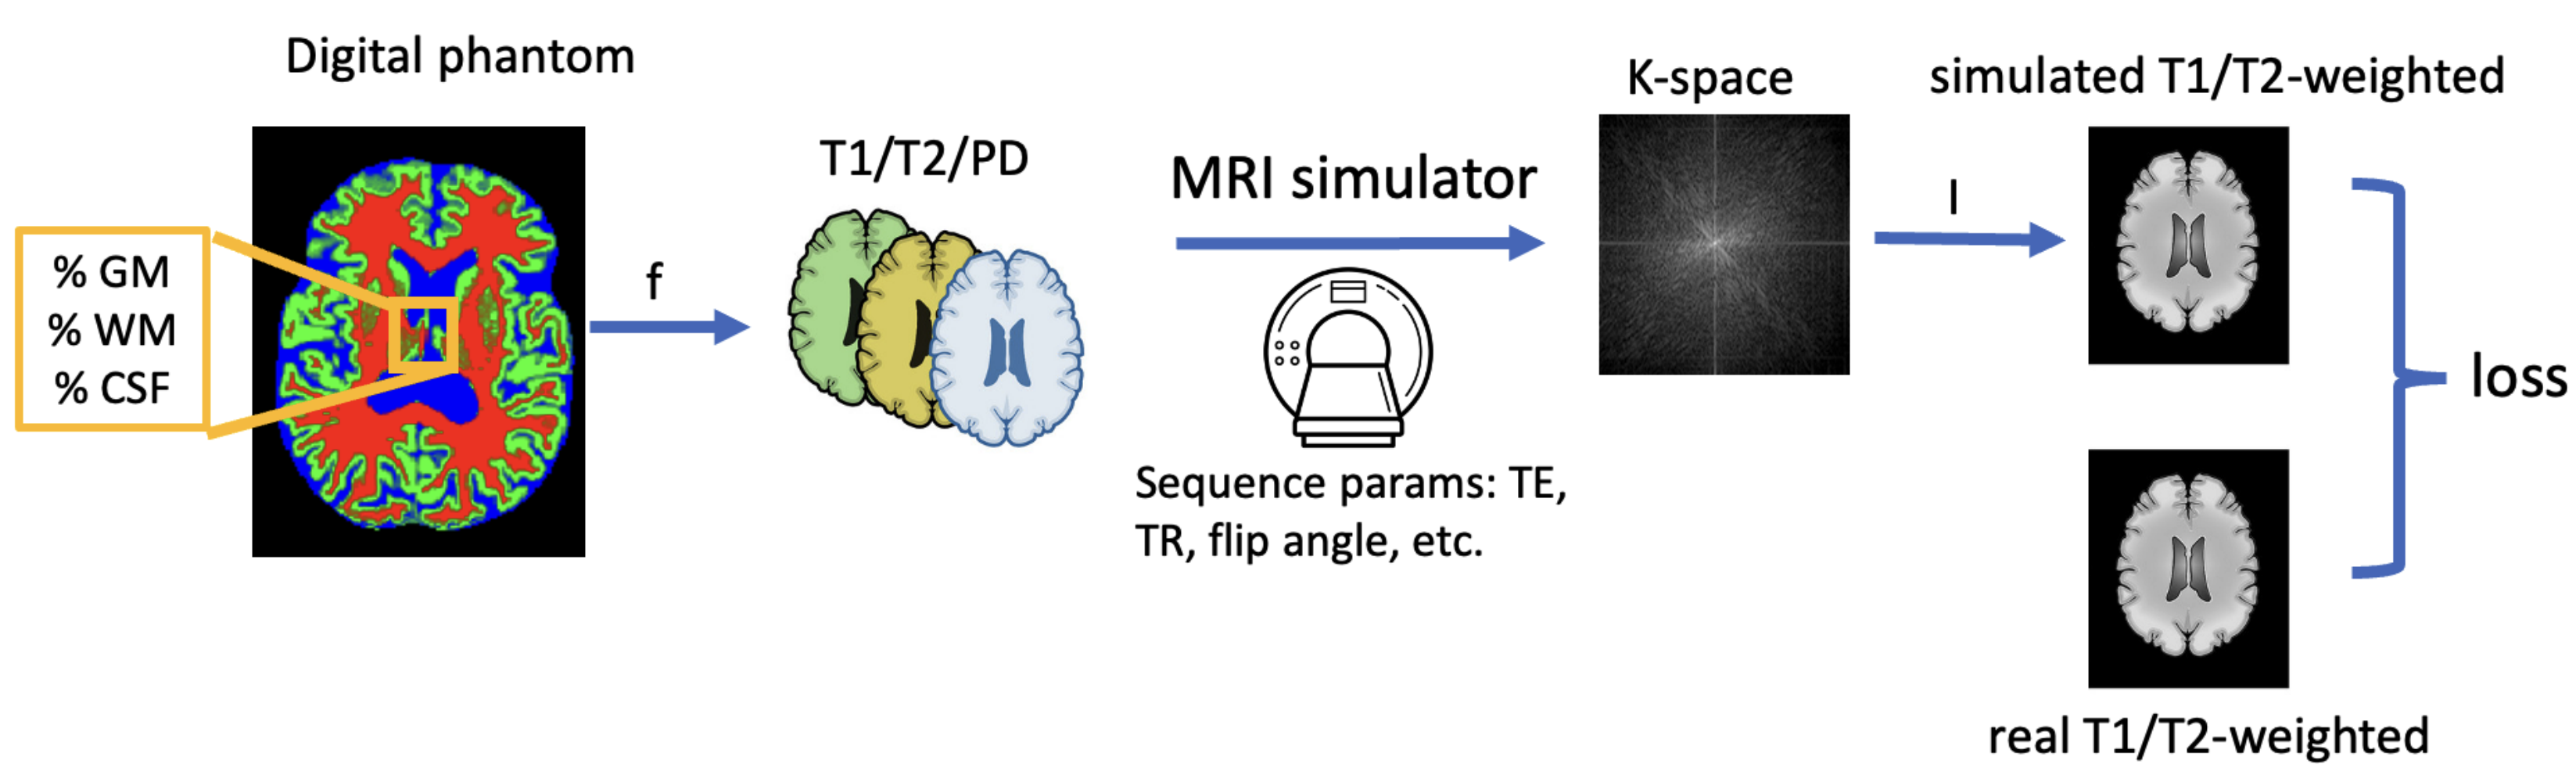 Digital phantom
% GM
% WM
% CSF
f
T1/T2/PD
MRI simulator
Sequence params: TE,
TR, flip angle, etc.
K-space
I
simulated T1/T2-weighted
loss
real T1/T2-weighted